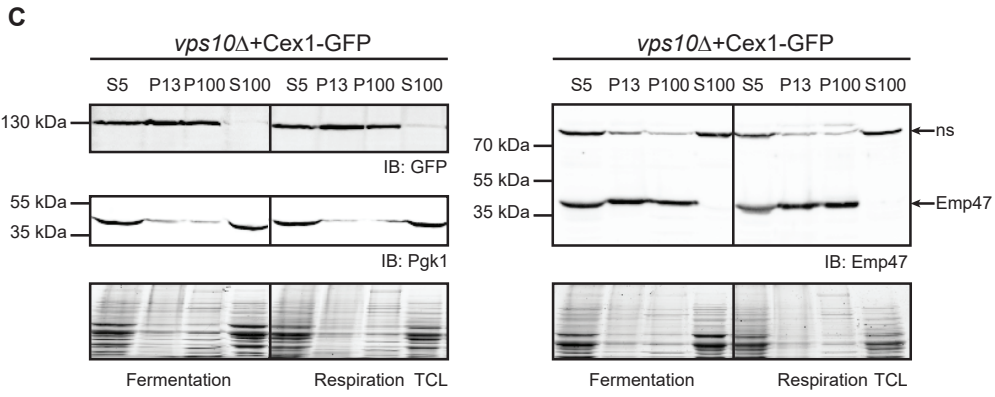 C
vps10Δ+Cex1-GFP
S5 P13 P100 S100 S5 P13 P100 S100
130 kDa
IB: GFP
55 kDa
35 kDa
IB: Pgk1
Fermentation Respiration TCL
vps10Δ+Cex1-GFP
S5 P13 P100 S100 S5 P13 P100 S100
ns
70 kDa
55 kDa
35 kDa
Emp47
IB: Emp47
Fermentation Respiration TCL